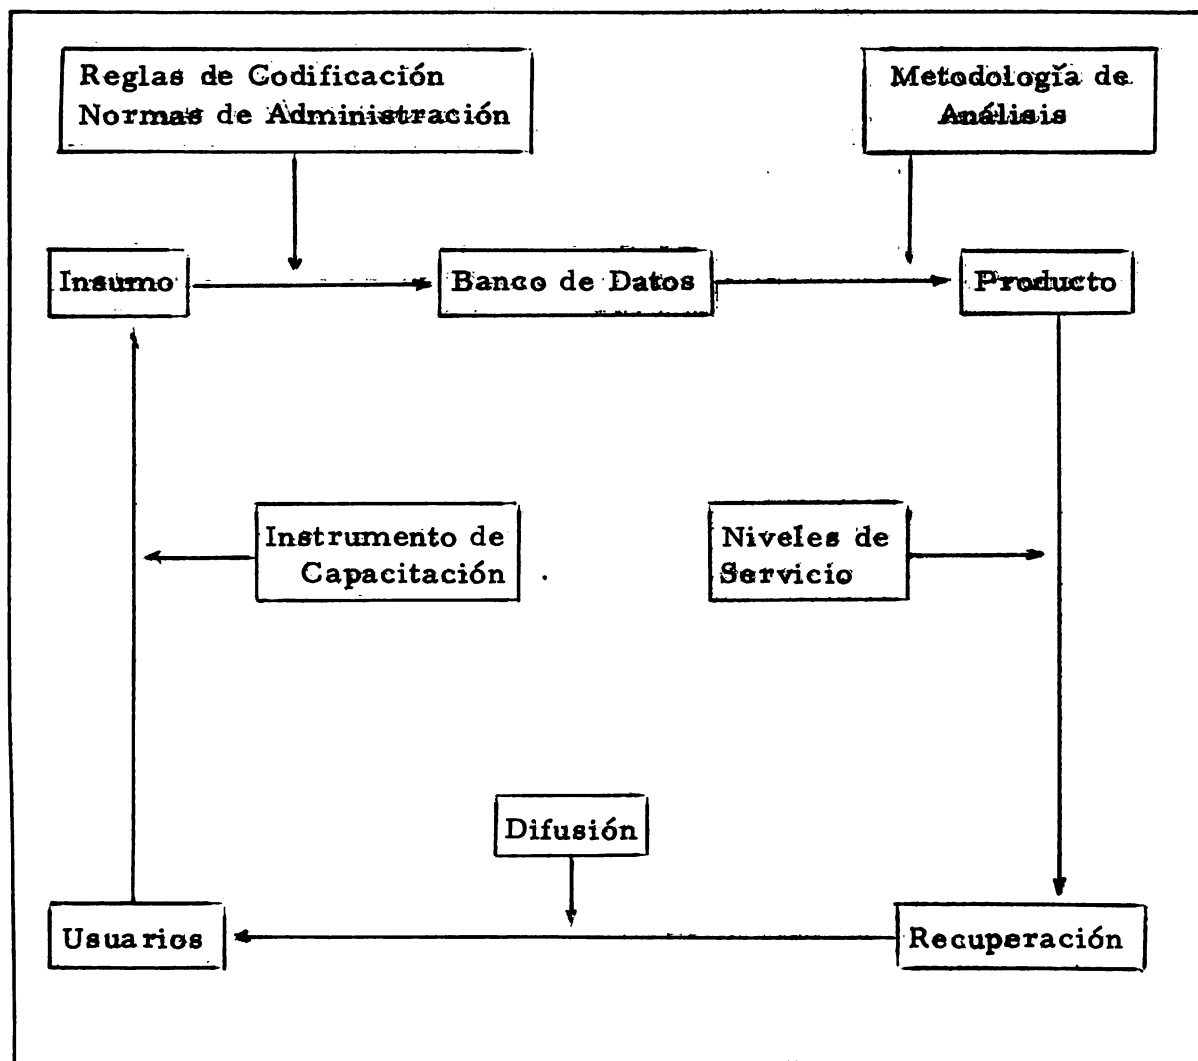 Reglas de Codificación
Normas de Administración
Metodología de
Análisis
Insumo
Banco de Datos
Producto
Instrumento de
Capacitación
Niveles de
Servicio
Difusión
Usuarios
Recuperación